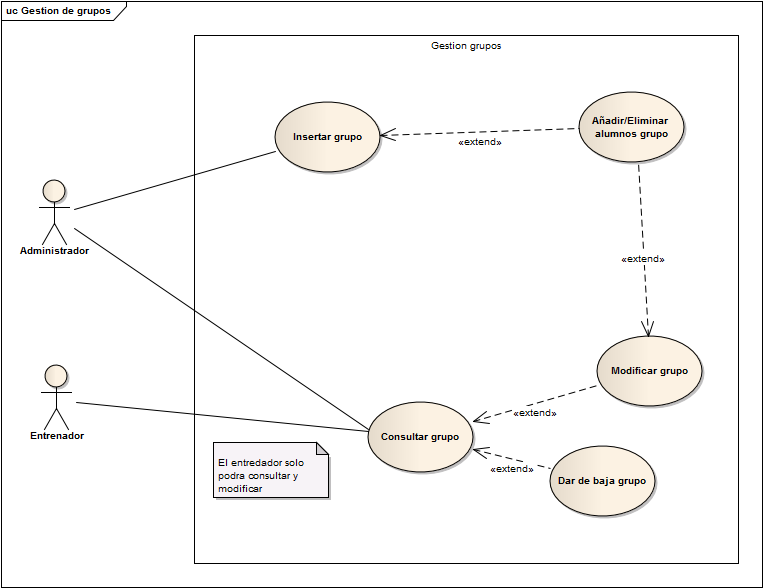 uc Gestion de grupos
Gestion grupos
Insertar grupo
Añadir/Eliminar
alumnos grupo
«extend»
Administrador
«extend»
Modificar grupo
Entrenador
«extend»
Consultar grupo
El entredador solo
podra consultar y
modificar
«extend»
Dar de baja grupo